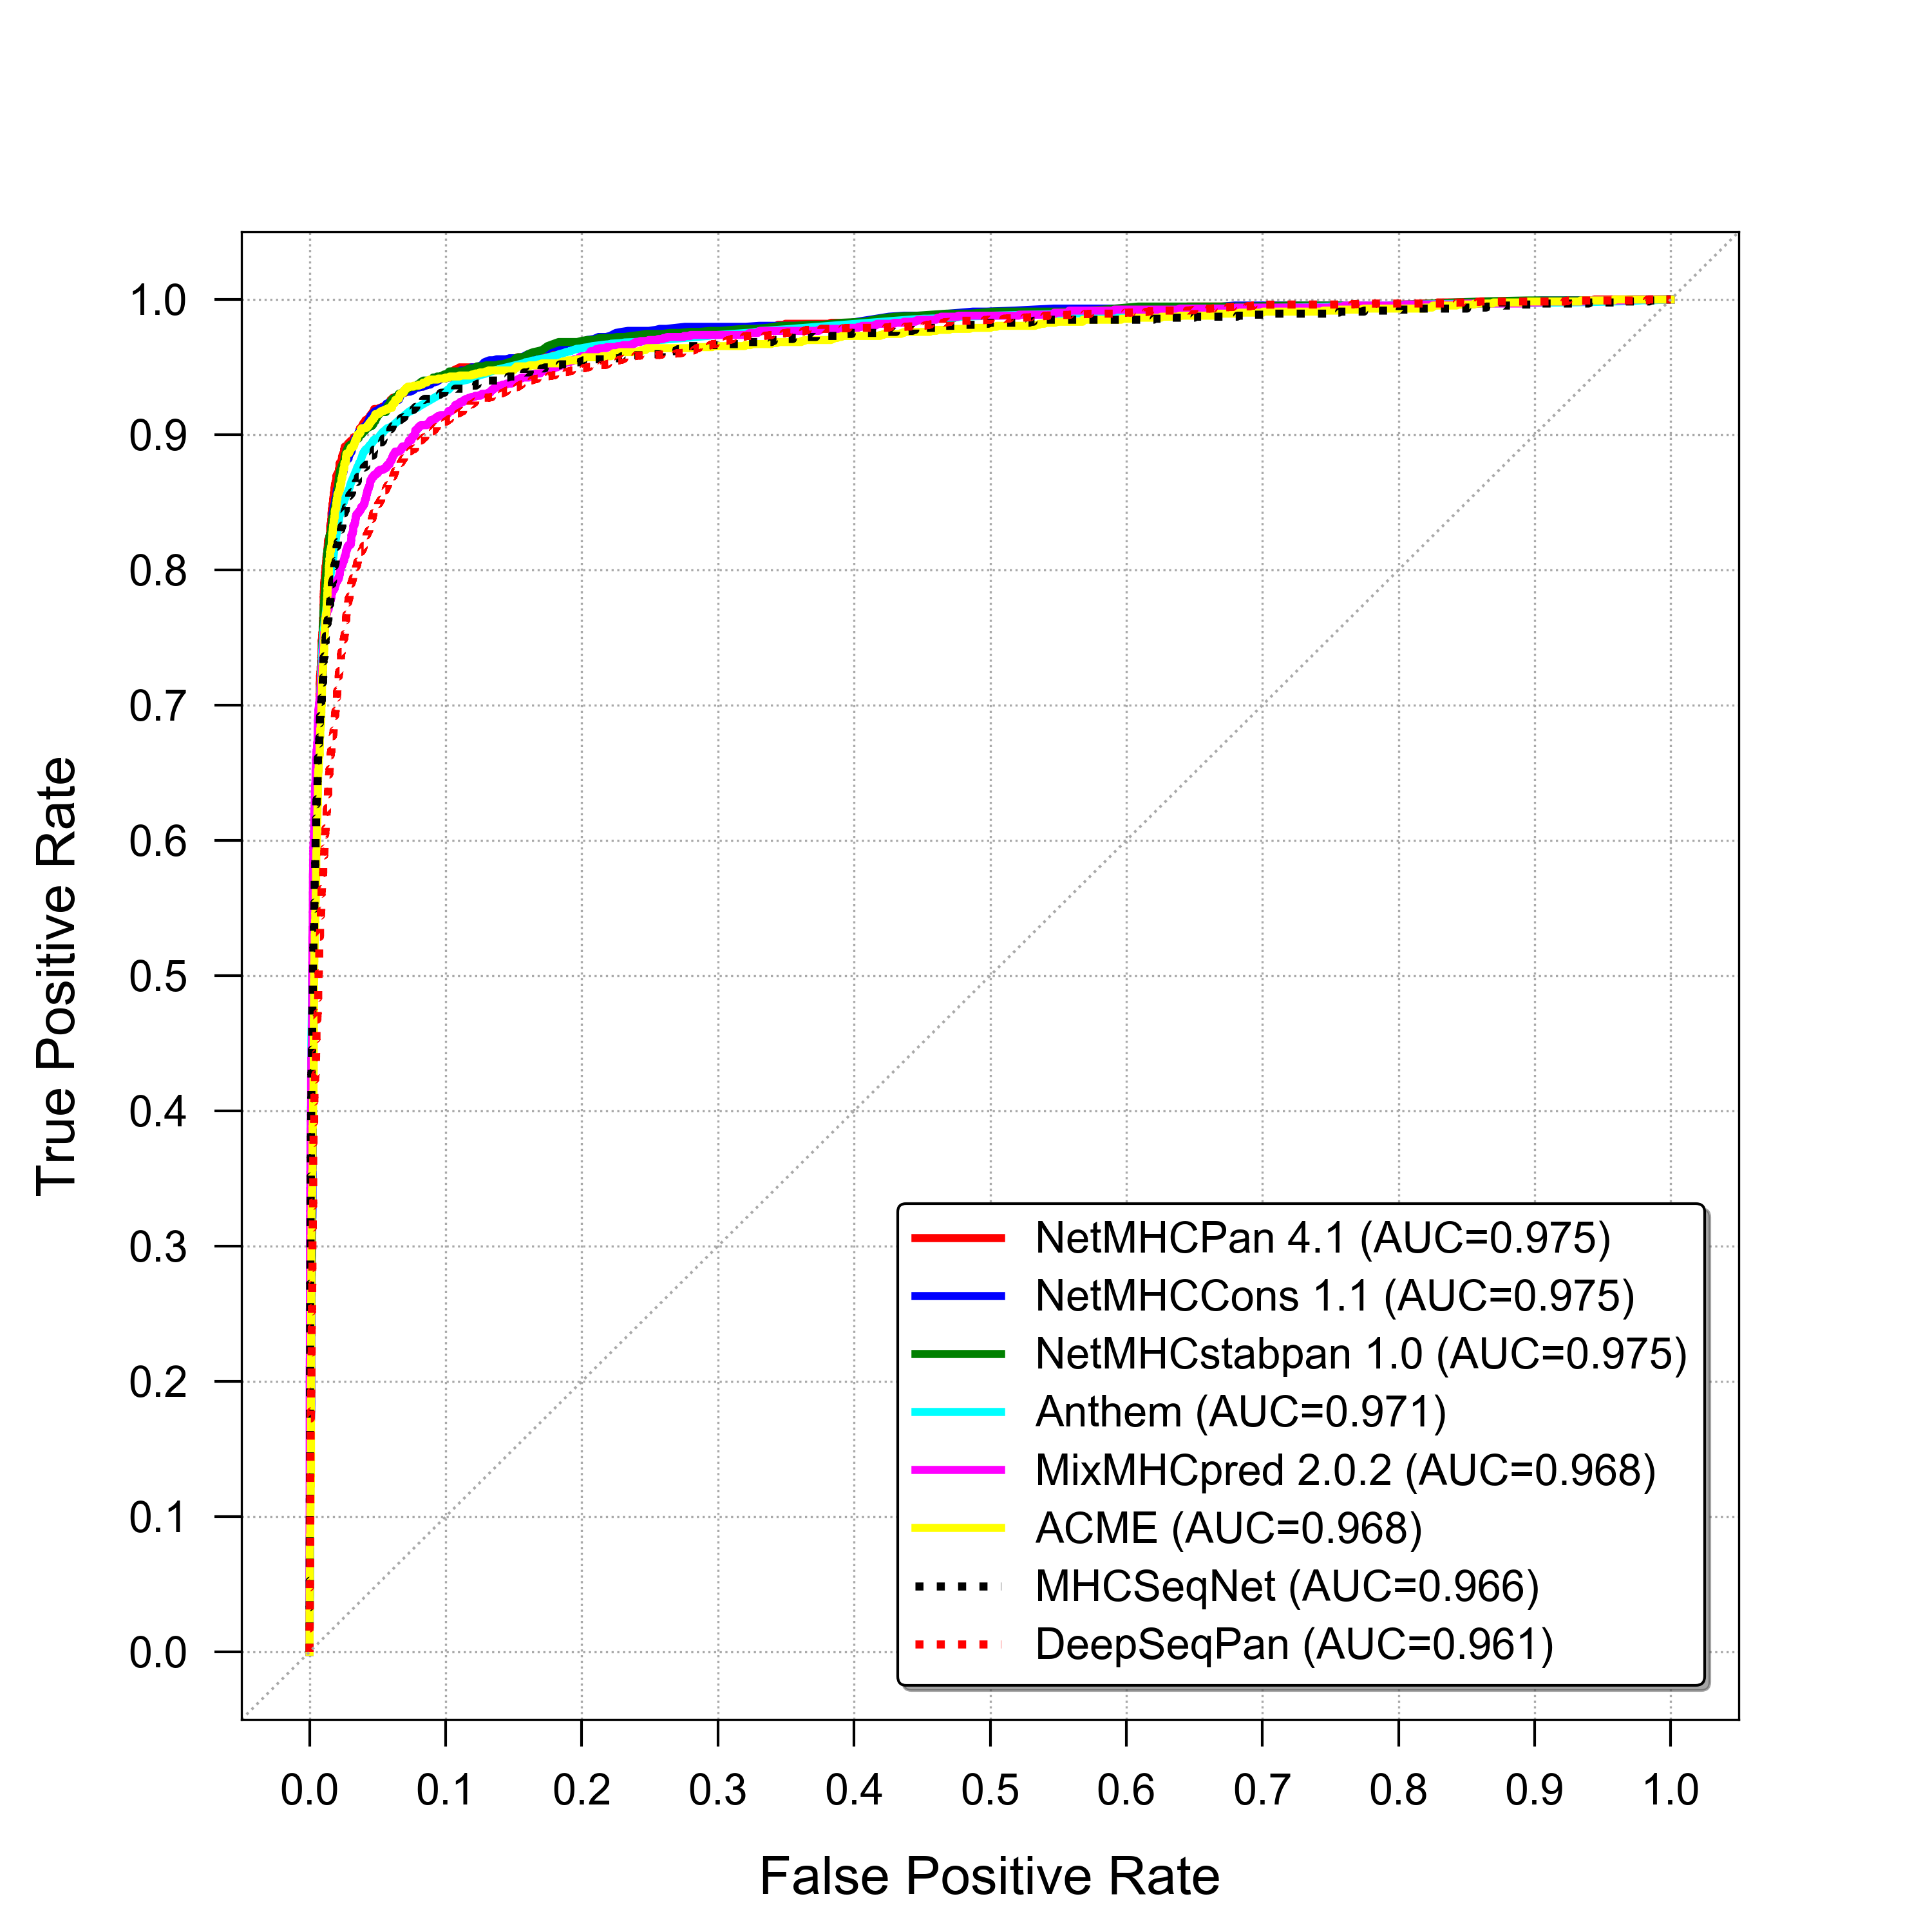 1.0
0.9
0.8
0.7
0.6
0.5
0.4
0.3
0.2
0.1
0.0
True Positive Rate
NetMHCPan 4.1 (AUC=0.975)
NetMHCCons 1.1 (AUC=0.975)
NetMHCstabpan 1.0 (AUC=0.975)
Anthem (AUC=0.971)
MixMHCpred 2.0.2 (AUC=0.968)
ACME (AUC=0.968)
MHCSeqNet (AUC=0.966)
DeepSeqPan (AUC=0.961)
0.0 0.1 0.2 0.3 0.4 0.5 0.6 0.7 0.8 0.9 1.0
False Positive Rate